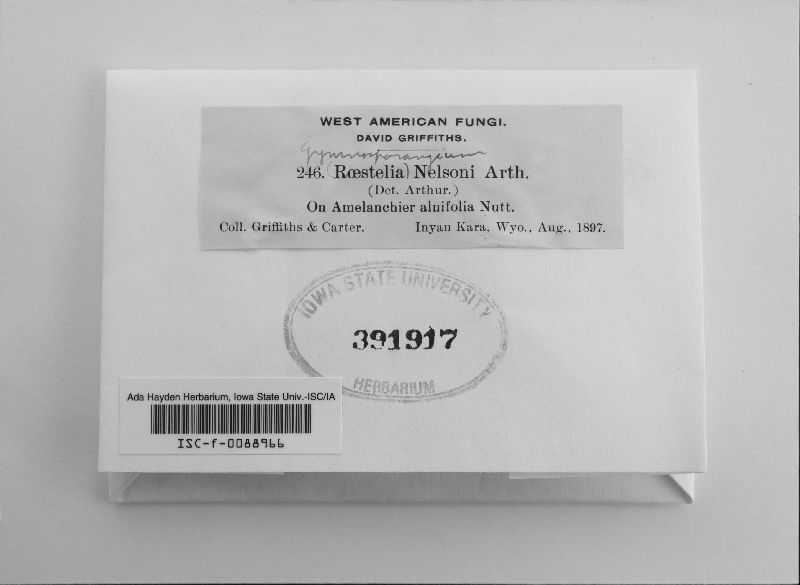 WEST AMERICAN FUNGI.
DAVID GRIFFITHS.
Gymnosporangium
246. (Rœstelia) Nelsoni Arth.
(Det. Arthur.)
On Amelanchier alnifolia Nutt.
Coll. Griffiths & Carter. Inyan Kara, Wyo., Aug., 1897.
IOWA STATE UNIVERSITY
391917
HERBARIUM
Ada Hayden Herbarium, Iowa State Univ.-ISC/IA
ISC-f-0088966